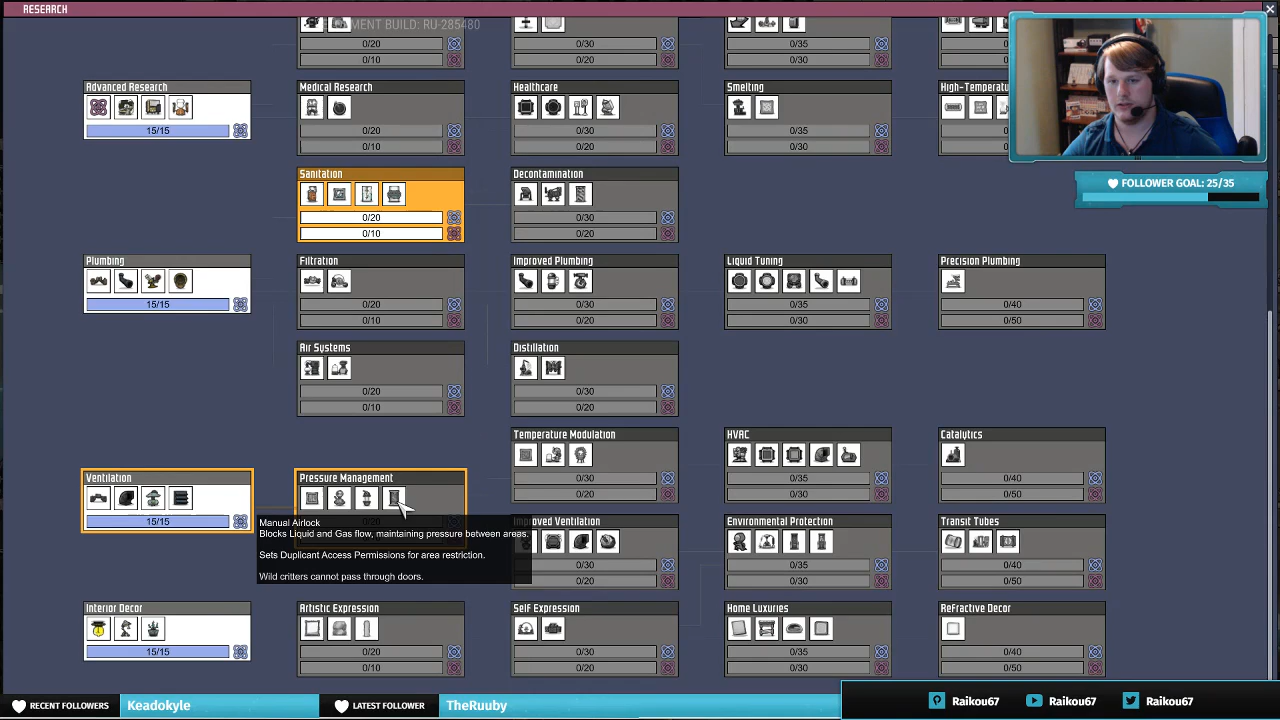 RESEARCH
MENT BUILD: RU-285480
0/20
0/30
0/35
0/10
0/20
0/30
Advanced Research
Medical Research
Healthcare
Smelting
15/15
0/20
0/30
0/35
0/10
0/20
0/30
FOLLOWER GOAL: 25/35
Sanitation
Decontamination
0/20
0/30
0/10
0/20
Plumbing
Filtration
Improved Plumbing
Liquid Tuning
Precision Plumbing
15/15
0/20
0/30
0/35
0/40
0/10
0/20
0/30
0/50
Air Systems
Distillation
0/20
0/30
0/10
0/20
Temperature Modulation
HVAC
Catalytics
0/30
0/35
0/40
0/20
0/30
0/50
Ventilation
Pressure Management
15/15
Manual Airlock
Blocks Liquid and Gas flow, maintaining pressure between areas.
Sets Duplicant Access Permissions for area restriction.
Wild critters cannot pass through doors.
Improved Ventilation
Environmental Protection
Transit Tubes
0/30
0/35
0/40
0/20
0/30
0/50
Interior Decor
Artistic Expression
Self Expression
Home Luxuries
Refractive Decor
15/15
0/20
0/30
0/35
0/40
0/10
0/20
0/30
0/50
RECENT FOLLOWERS
Keadokyle
LATEST FOLLOWER
TheRuuby
Raikou67
Raikou67
Raikou67